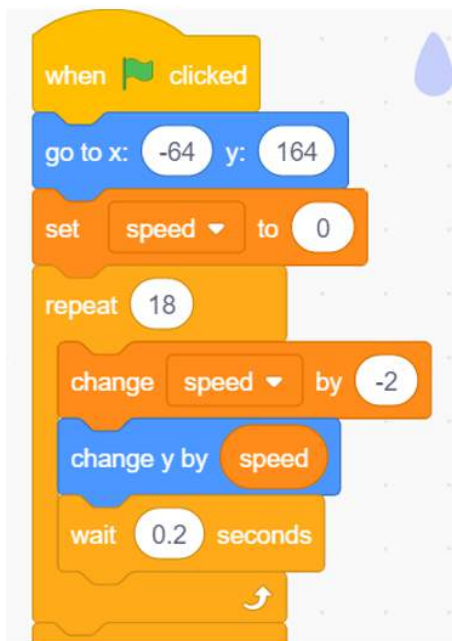 when clicked
go to x: -64 y: 164
set speed to 0
repeat 18
change speed by -2
change y by speed
wait 0.2 seconds